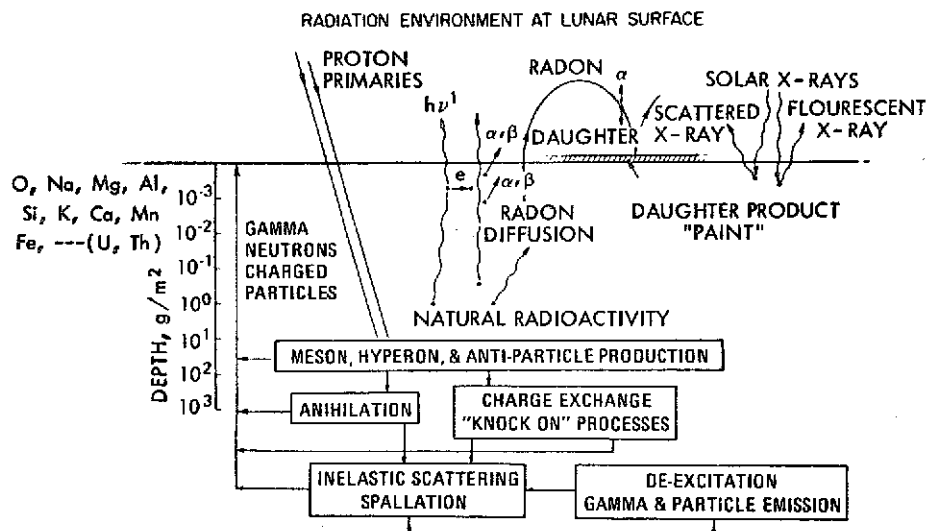 RADIATION ENVIRONMENT AT LUNAR SURFACE
PROTON
PRIMARIES
hν¹
RADON
α
SOLAR X-RAYS
SCATTERED
X-RAY
FLOURESCENT
X-RAY
α,β
DAUGHTER
O, Na, Mg, Al,
Si, K, Ca, Mn
Fe, ---(U, Th)
e
α,β
RADON
DIFFUSION
DAUGHTER PRODUCT
"PAINT"
GAMMA
NEUTRONS
CHARGED
PARTICLES
DEPTH, g/m²
10⁻³
10⁻²
10⁻¹
10⁰
10¹
10²
10³
NATURAL RADIOACTIVITY
MESON, HYPERON, & ANTI-PARTICLE PRODUCTION
ANIHILATION
CHARGE EXCHANGE
"KNOCK ON" PROCESSES
INELASTIC SCATTERING
SPALLATION
DE-EXCITATION
GAMMA & PARTICLE EMISSION